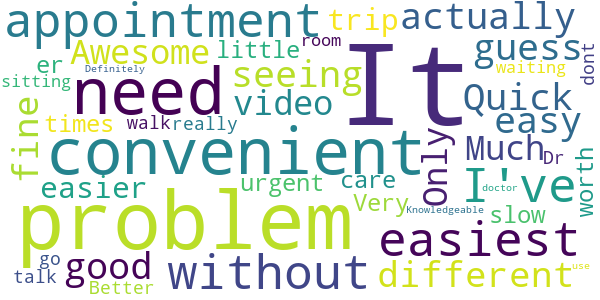 appointment
trip
actually
Awesome
little
room
It
guess
er
Definitely
seeing
waiting
dont
sitting
need
video
Quick
easy
fine
times
walk
really
Only
Much
Dr
convenient
I've
worth
easier
urgent
care
doctor
problem
Very
Knowledgeable
slow
go
good
without
easiest
talk
Better
different
use